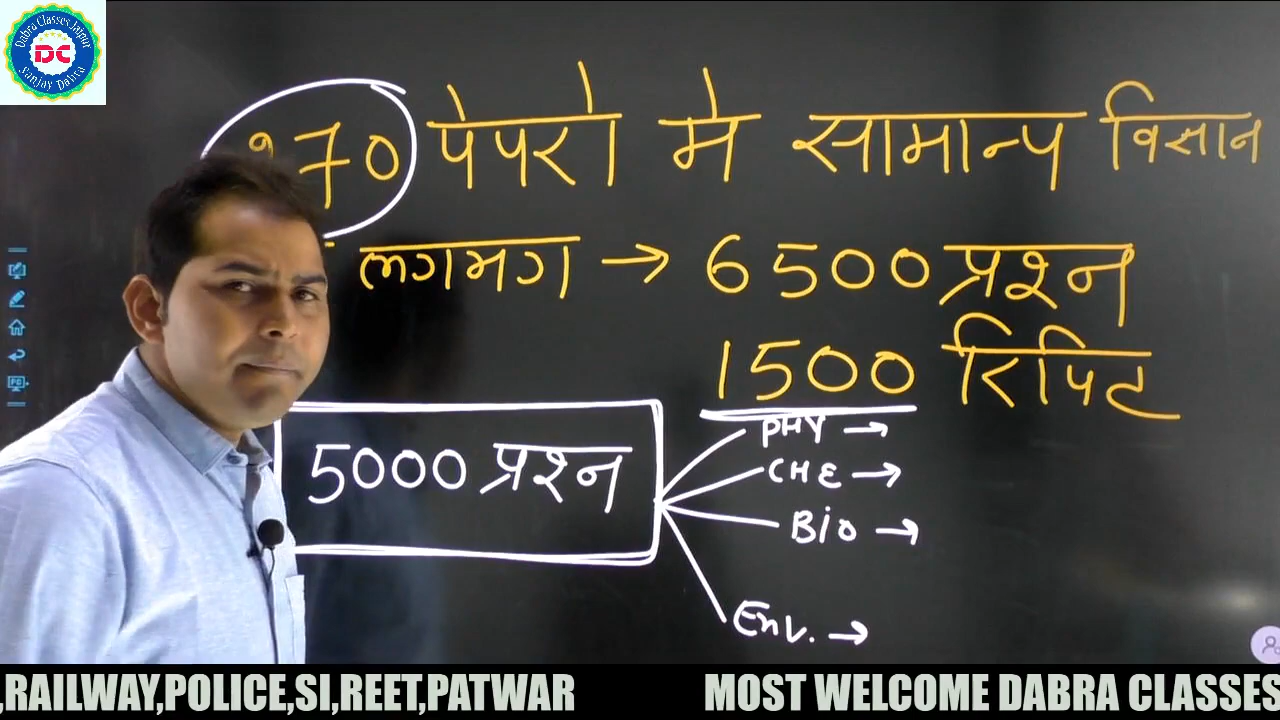 Dabra Classes Jaipur
DC
Sanjay Dabra
70 पेपरो मे सामान्य विज्ञान
लगभग → 6500 प्रश्न
1500 रिपिट
5000 प्रश्न
PHY →
CHE →
Bio →
Env. →
,RAILWAY,POLICE,SI,REET,PATWAR MOST WELCOME DABRA CLASSES